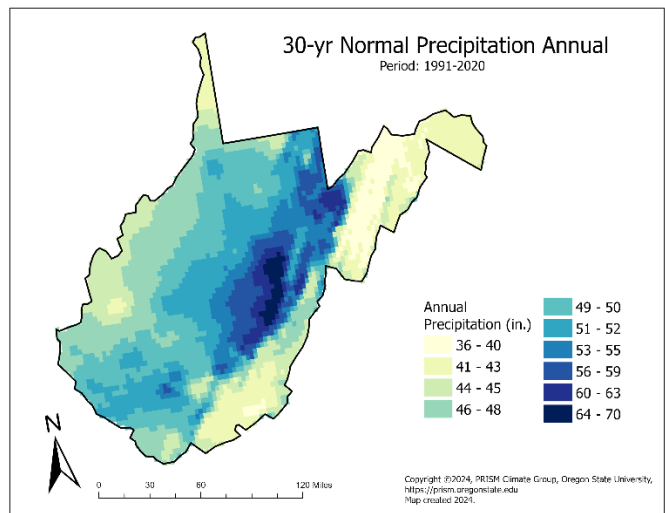 30-yr Normal Precipitation Annual
Period: 1991-2020
Annual
Precipitation (in.)
36 - 40
41 - 43
44 - 45
46 - 48
49 - 50
51 - 52
53 - 55
56 - 59
60 - 63
64 - 70
N
0 30 60 120 Miles
Copyright ©2024, PRISM Climate Group, Oregon State University,
https://prism.oregonstate.edu
Map created 2024.